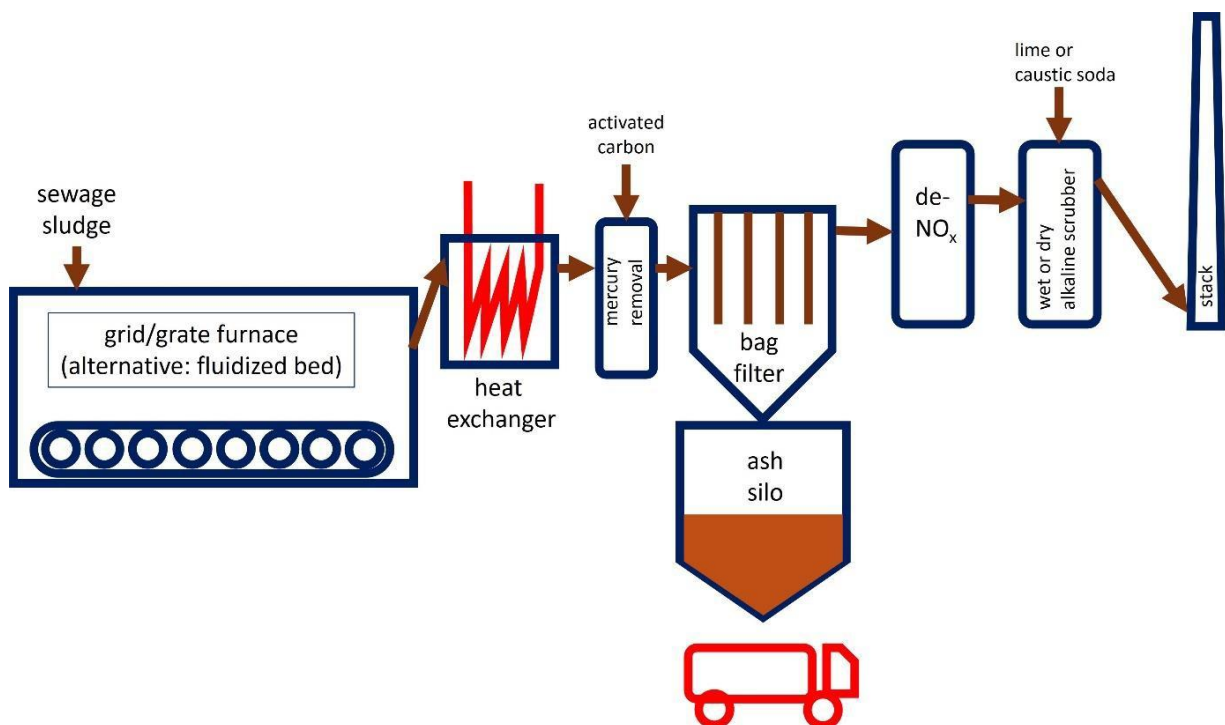 sewage
sludge
grid/grate furnace
(alternative: fluidized bed)
heat
exchanger
activated
carbon
mercury
removal
bag
filter
ash
silo
de-
NOₓ
lime or
caustic soda
wet or dry
alkaline scrubber
stack